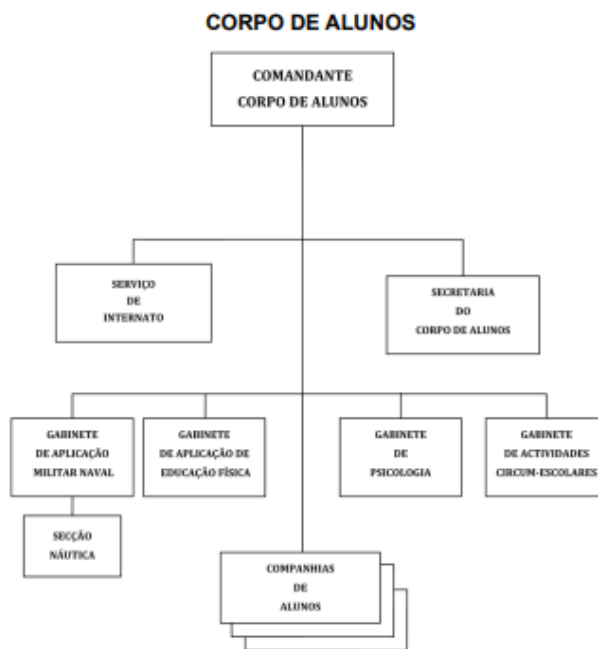 CORPO DE ALUNOS
COMANDANTE
CORPO DE ALUNOS
SERVIÇO
DE
INTERNATO
SECRETARIA
DO
CORPO DE ALUNOS
GABINETE
DE APLICAÇÃO
MILITAR NAVAL
GABINETE
DE APLICAÇÃO DE
EDUCAÇÃO FÍSICA
GABINETE
DE
PSICOLOGIA
GABINETE
DE ACTIVIDADES
CIRCUM-ESCOLARES
SECÇÃO
NÁUTICA
COMPANHIAS
DE
ALUNOS